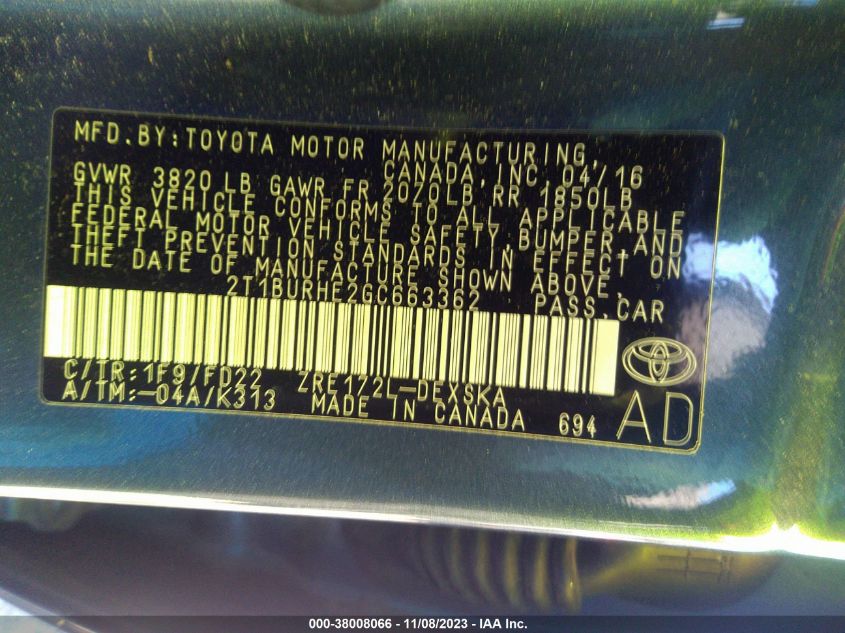 MFD.BY:TOYOTA MOTOR MANUFACTURING,
CANADA,INC.04/16
GVWR 3820 LB GAWR FR 2070LB RR 1850LB
THIS VEHICLE CONFORMS TO ALL APPLICABLE
FEDERAL MOTOR VEHICLE SAFETY,BUMPER AND
THEFT PREVENTION STANDARDS IN EFFECT ON
THE DATE OF MANUFACTURE SHOWN ABOVE.
2T1BURHE2GC663362 PASS.CAR
C/TR:1F9/FD22 ZRE172L-DEXSKA
A/TM:-04A/K313 MADE IN CANADA 694 AD
000-38008066 - 11/08/2023 - IAA Inc.